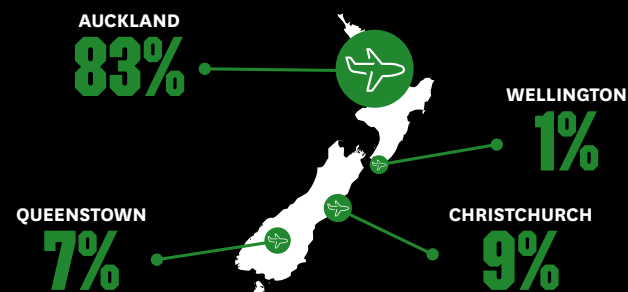 AUCKLAND
83%
WELLINGTON
1%
QUEENSTOWN
7%
CHRISTCHURCH
9%